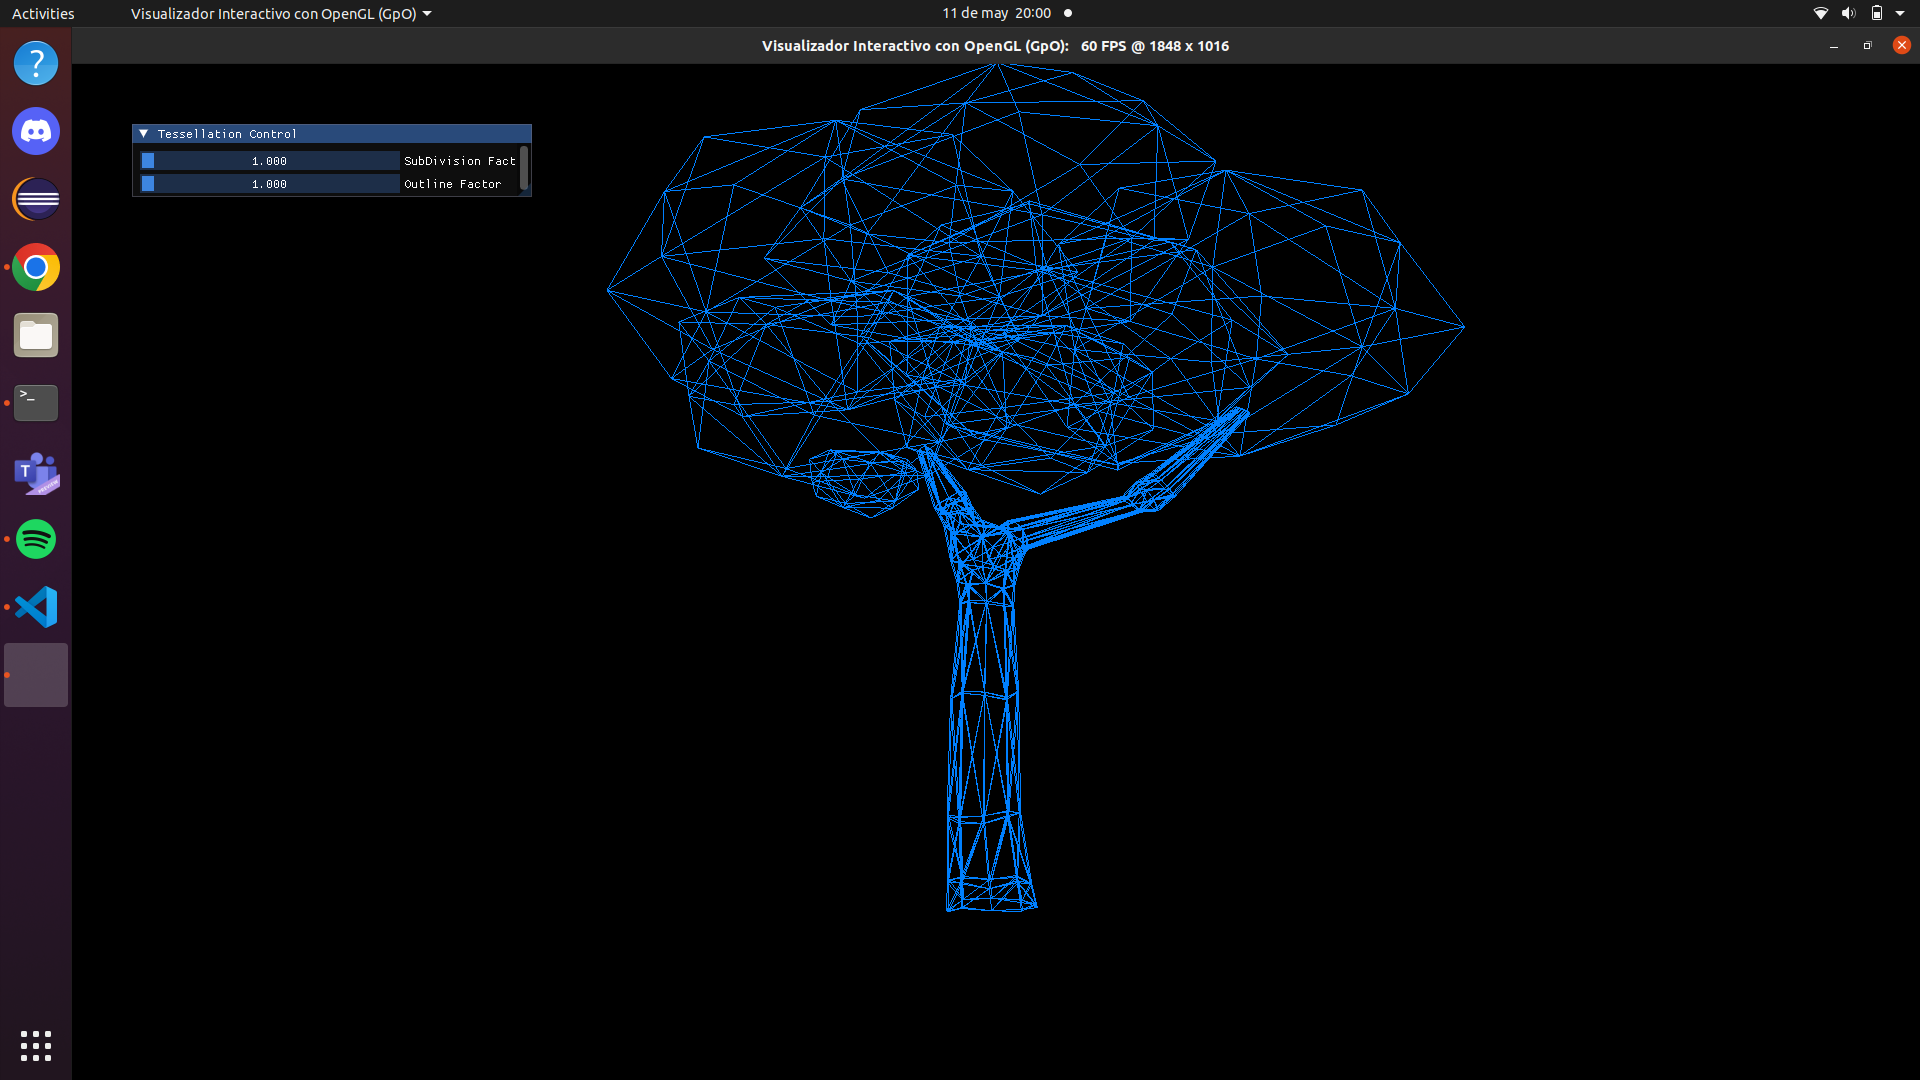 Activities
Visualizador Interactivo con OpenGL (GpO)
11 de may 20:00
Visualizador Interactivo con OpenGL (GpO): 60 FPS @ 1848 x 1016
Tessellation Control
1.000 SubDivision Fact
1.000 Outline Factor
?
>_
T
PREVIEW